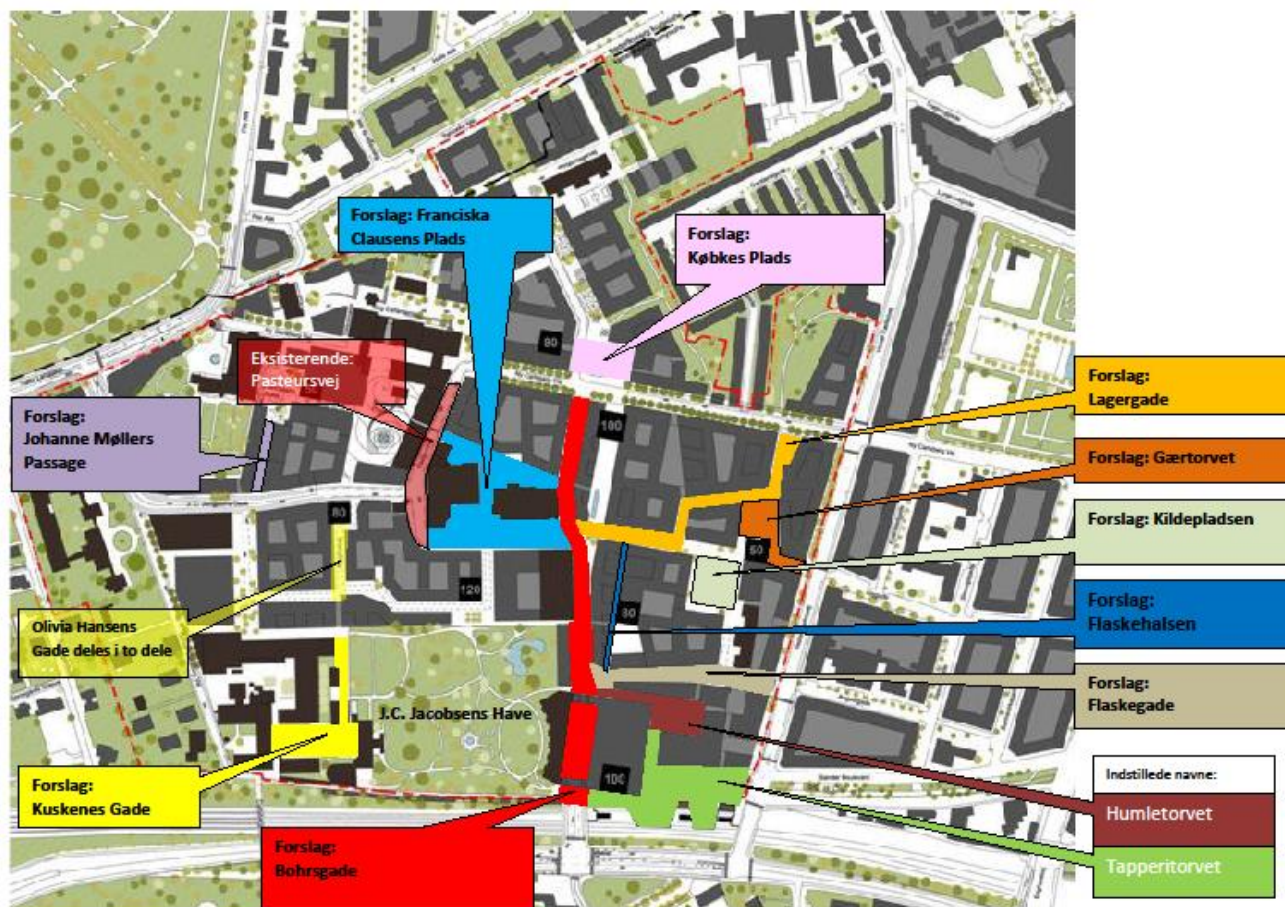 Forslag: Franciska
Clausens Plads
Forslag:
Købkes Plads
80
Eksisterende:
Pasteursvej
Forslag:
Lagergade
Forslag:
Johanne Møllers
Passage
100
Forslag: Gærtorvet
80
Forslag: Kildepladsen
60
120
80
Forslag:
Flaskehalsen
Olivia Hansens
Gade deles i to dele
Forslag:
Flaskegade
J.C. Jacobsens Have
Forslag:
Kuskenes Gade
100
Indstillede navne:
Humletorvet
Forslag:
Bohrsgade
Tapperitorvet